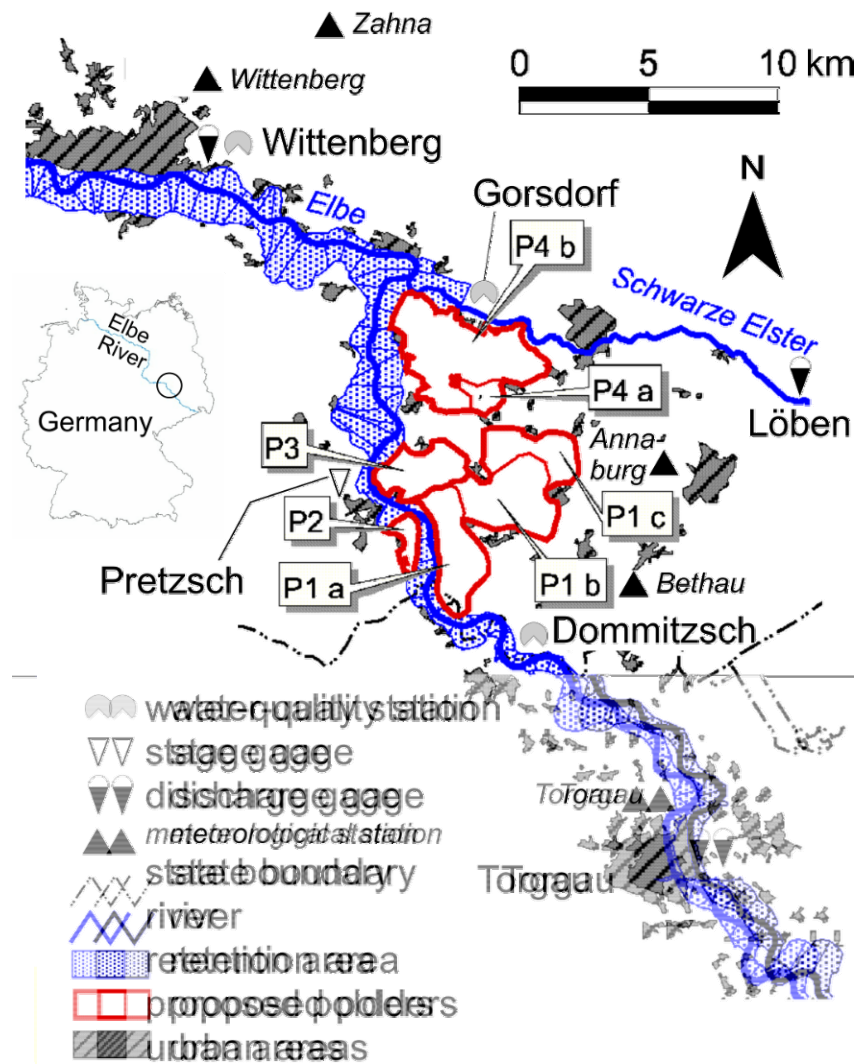 Zahna
Wittenberg
0 5 10 km
Wittenberg
N
Gorsdorf
Elbe
P4 b
Schwarze Elster
Elbe
River
Germany
P4 a
Löben
P3
Anna-
burg
P2
P1 c
Pretzsch
P1 a
P1 b
Bethau
Dommitzsch
water-quality station
stage gage
discharge gage
meteorological station
state boundary
river
retention area
proposed polders
urban areas
Torgau
Torgau